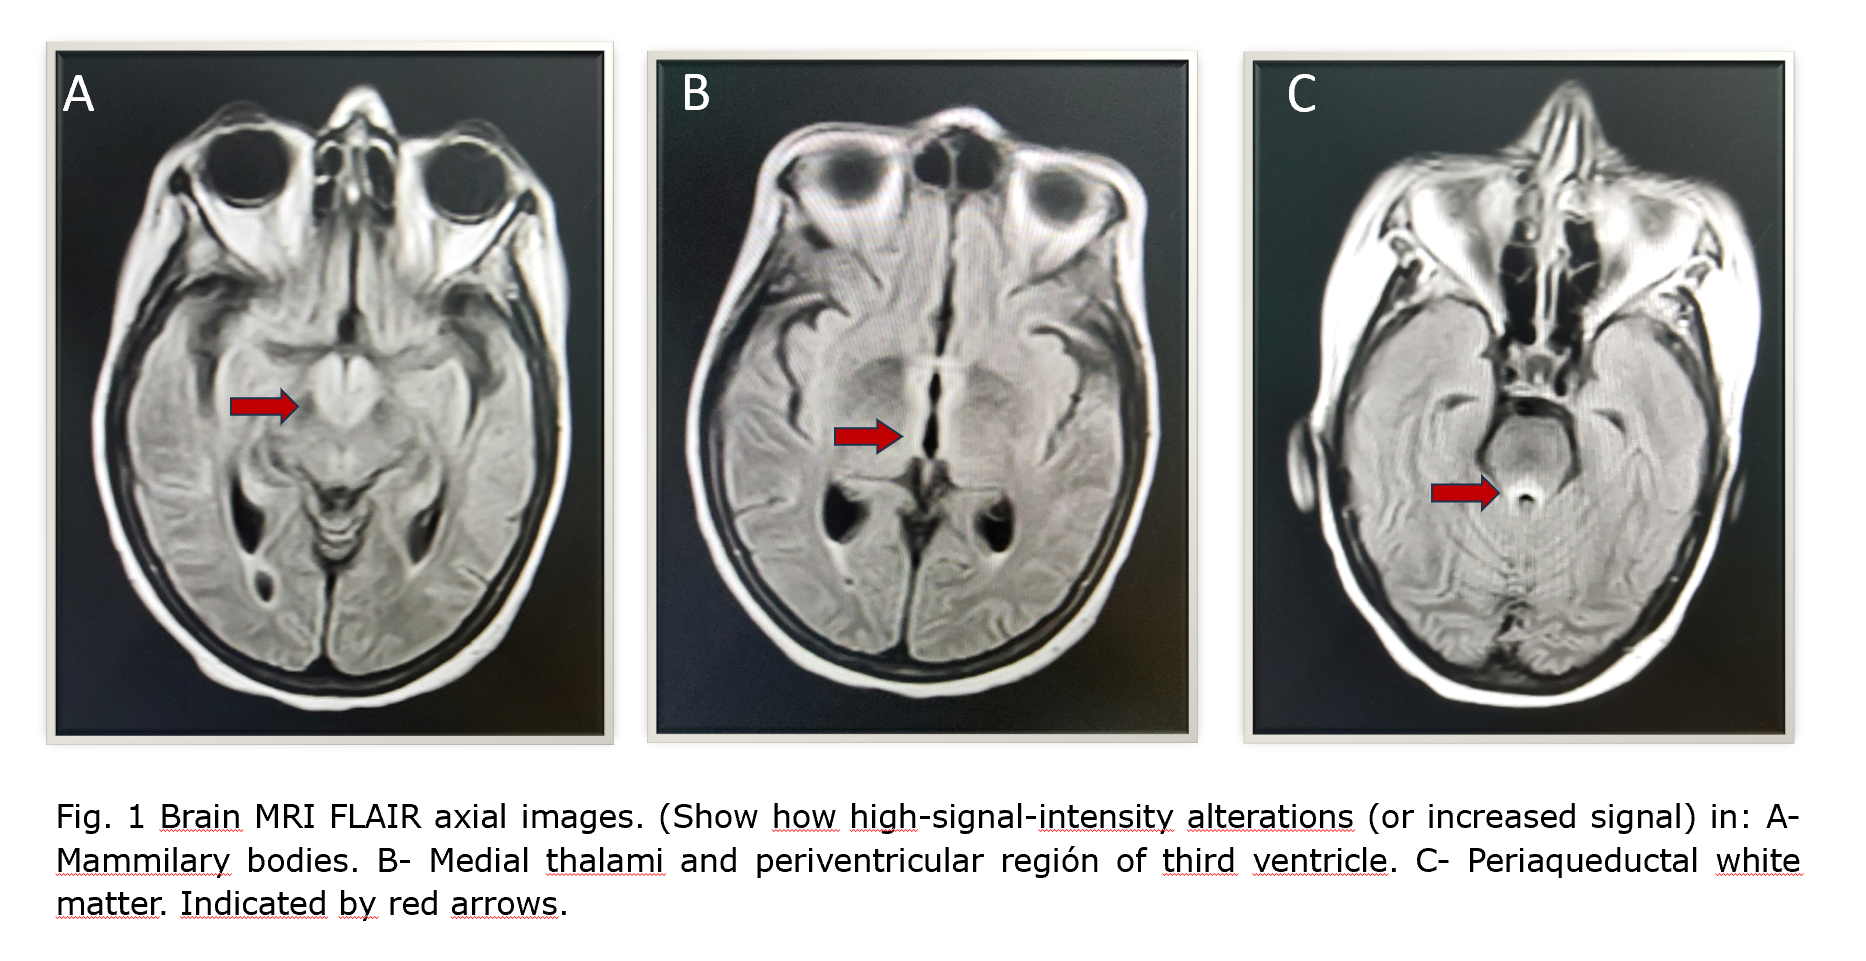 A
B
C
Fig. 1 Brain MRI FLAIR axial images. (Show how high-signal-intensity alterations (or increased signal) in: A-
Mammilary bodies. B- Medial thalami and periventricular región of third ventricle. C- Periaqueductal white
matter. Indicated by red arrows.